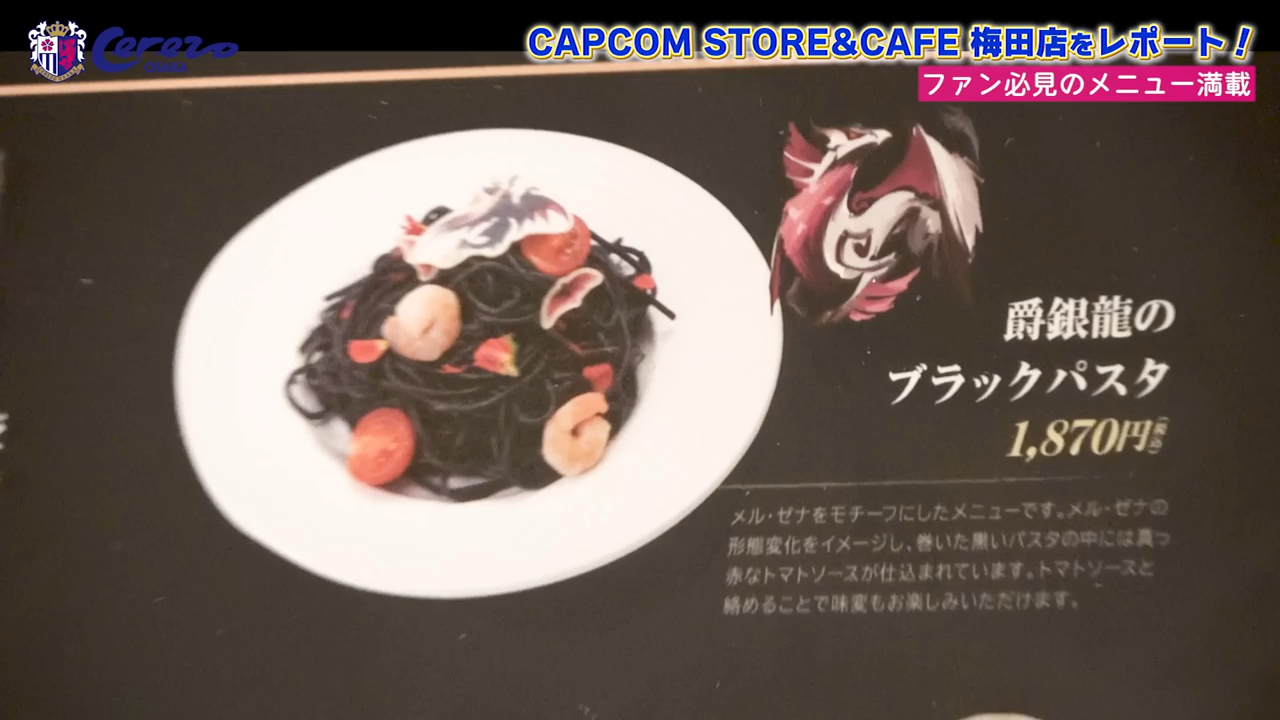 Cerezo
OSAKA
CAPCOM STORE&CAFE 梅田店をレポート！
ファン必見のメニュー満載
爵銀龍の
ブラックパスタ
1,870円(税込)
メル・ゼナをモチーフにしたメニューです。メル・ゼナの
形態変化をイメージし、巻いた黒いパスタの中には真っ
赤なトマトソースが仕込まれています。トマトソースと
絡めることで味変もお楽しみいただけます。